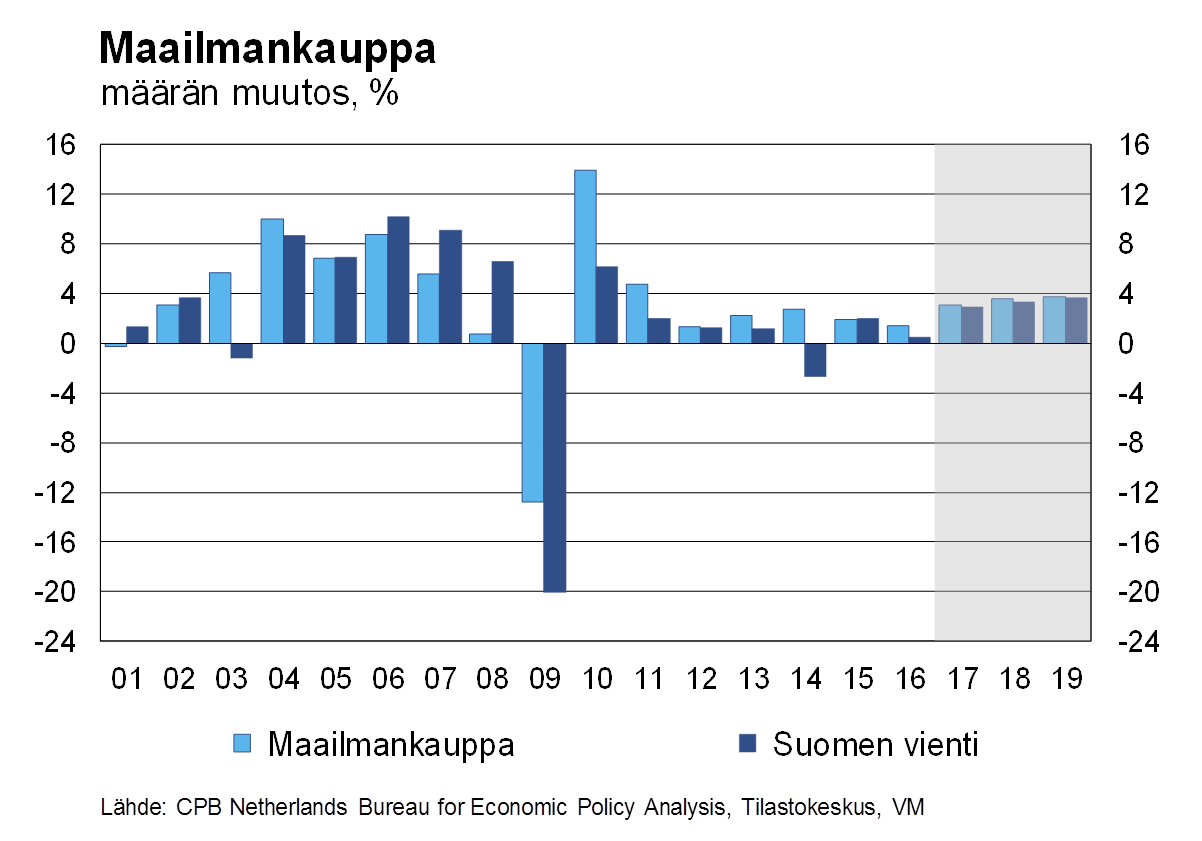 Maailmankauppa
määrän muutos, %
16 16
12 12
8 8
4 4
0 0
-4 -4
-8 -8
-12 -12
-16 -16
-20 -20
-24 -24
01 02 03 04 05 06 07 08 09 10 11 12 13 14 15 16 17 18 19
Maailmankauppa Suomen vienti
Lähde: CPB Netherlands Bureau for Economic Policy Analysis, Tilastokeskus, VM